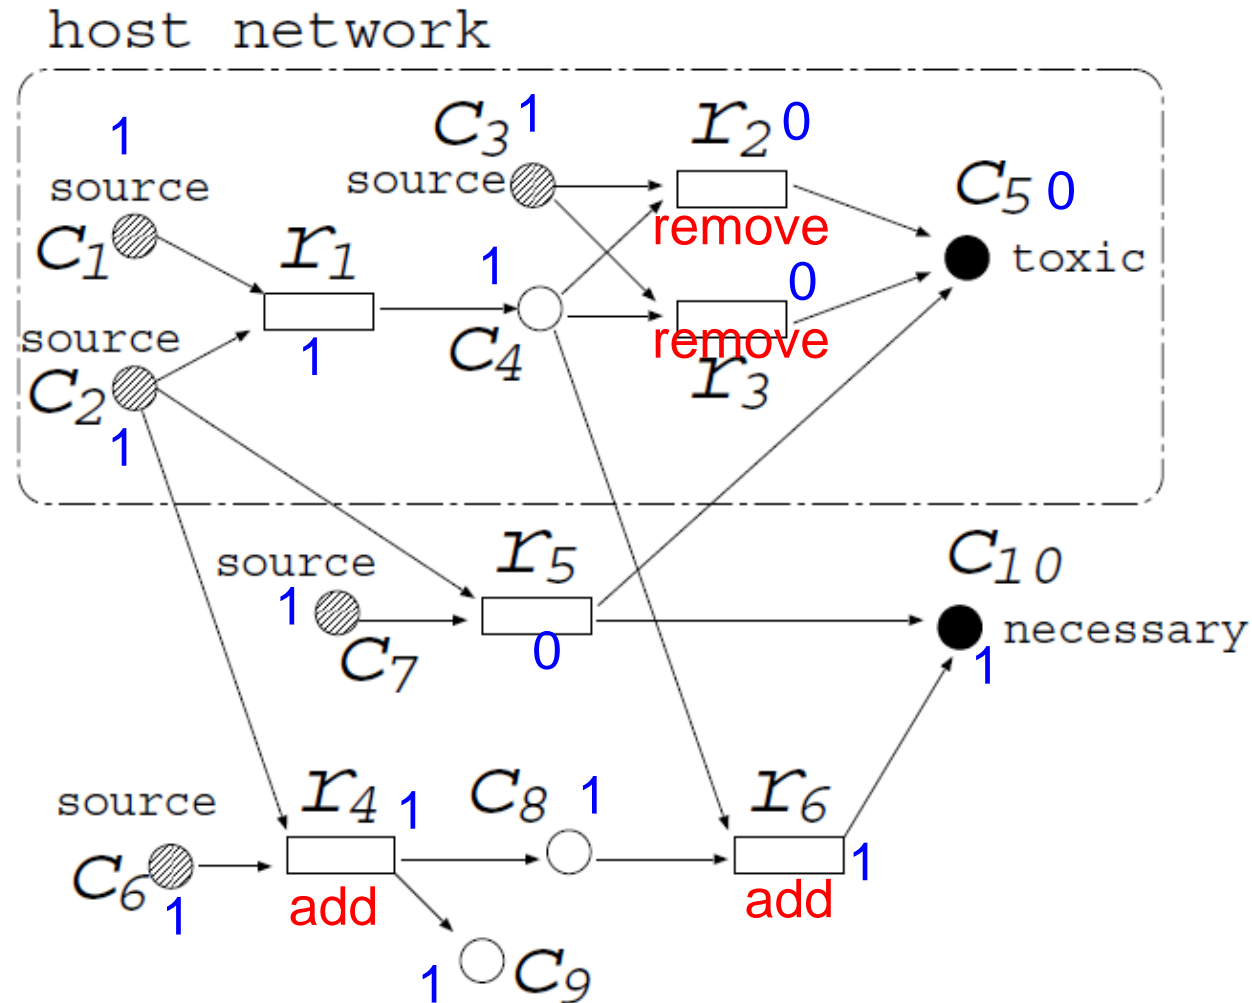 host network
1
source
C1
C3 1
source
r2 0
remove
C5 0
toxic
r1
1
1
C4
0
remove
r3
source
C2
1
source
1
C7
r5
0
C10
necessary
1
source
C6
1
r4 1
add
C8 1
r6
1
add
1 C9